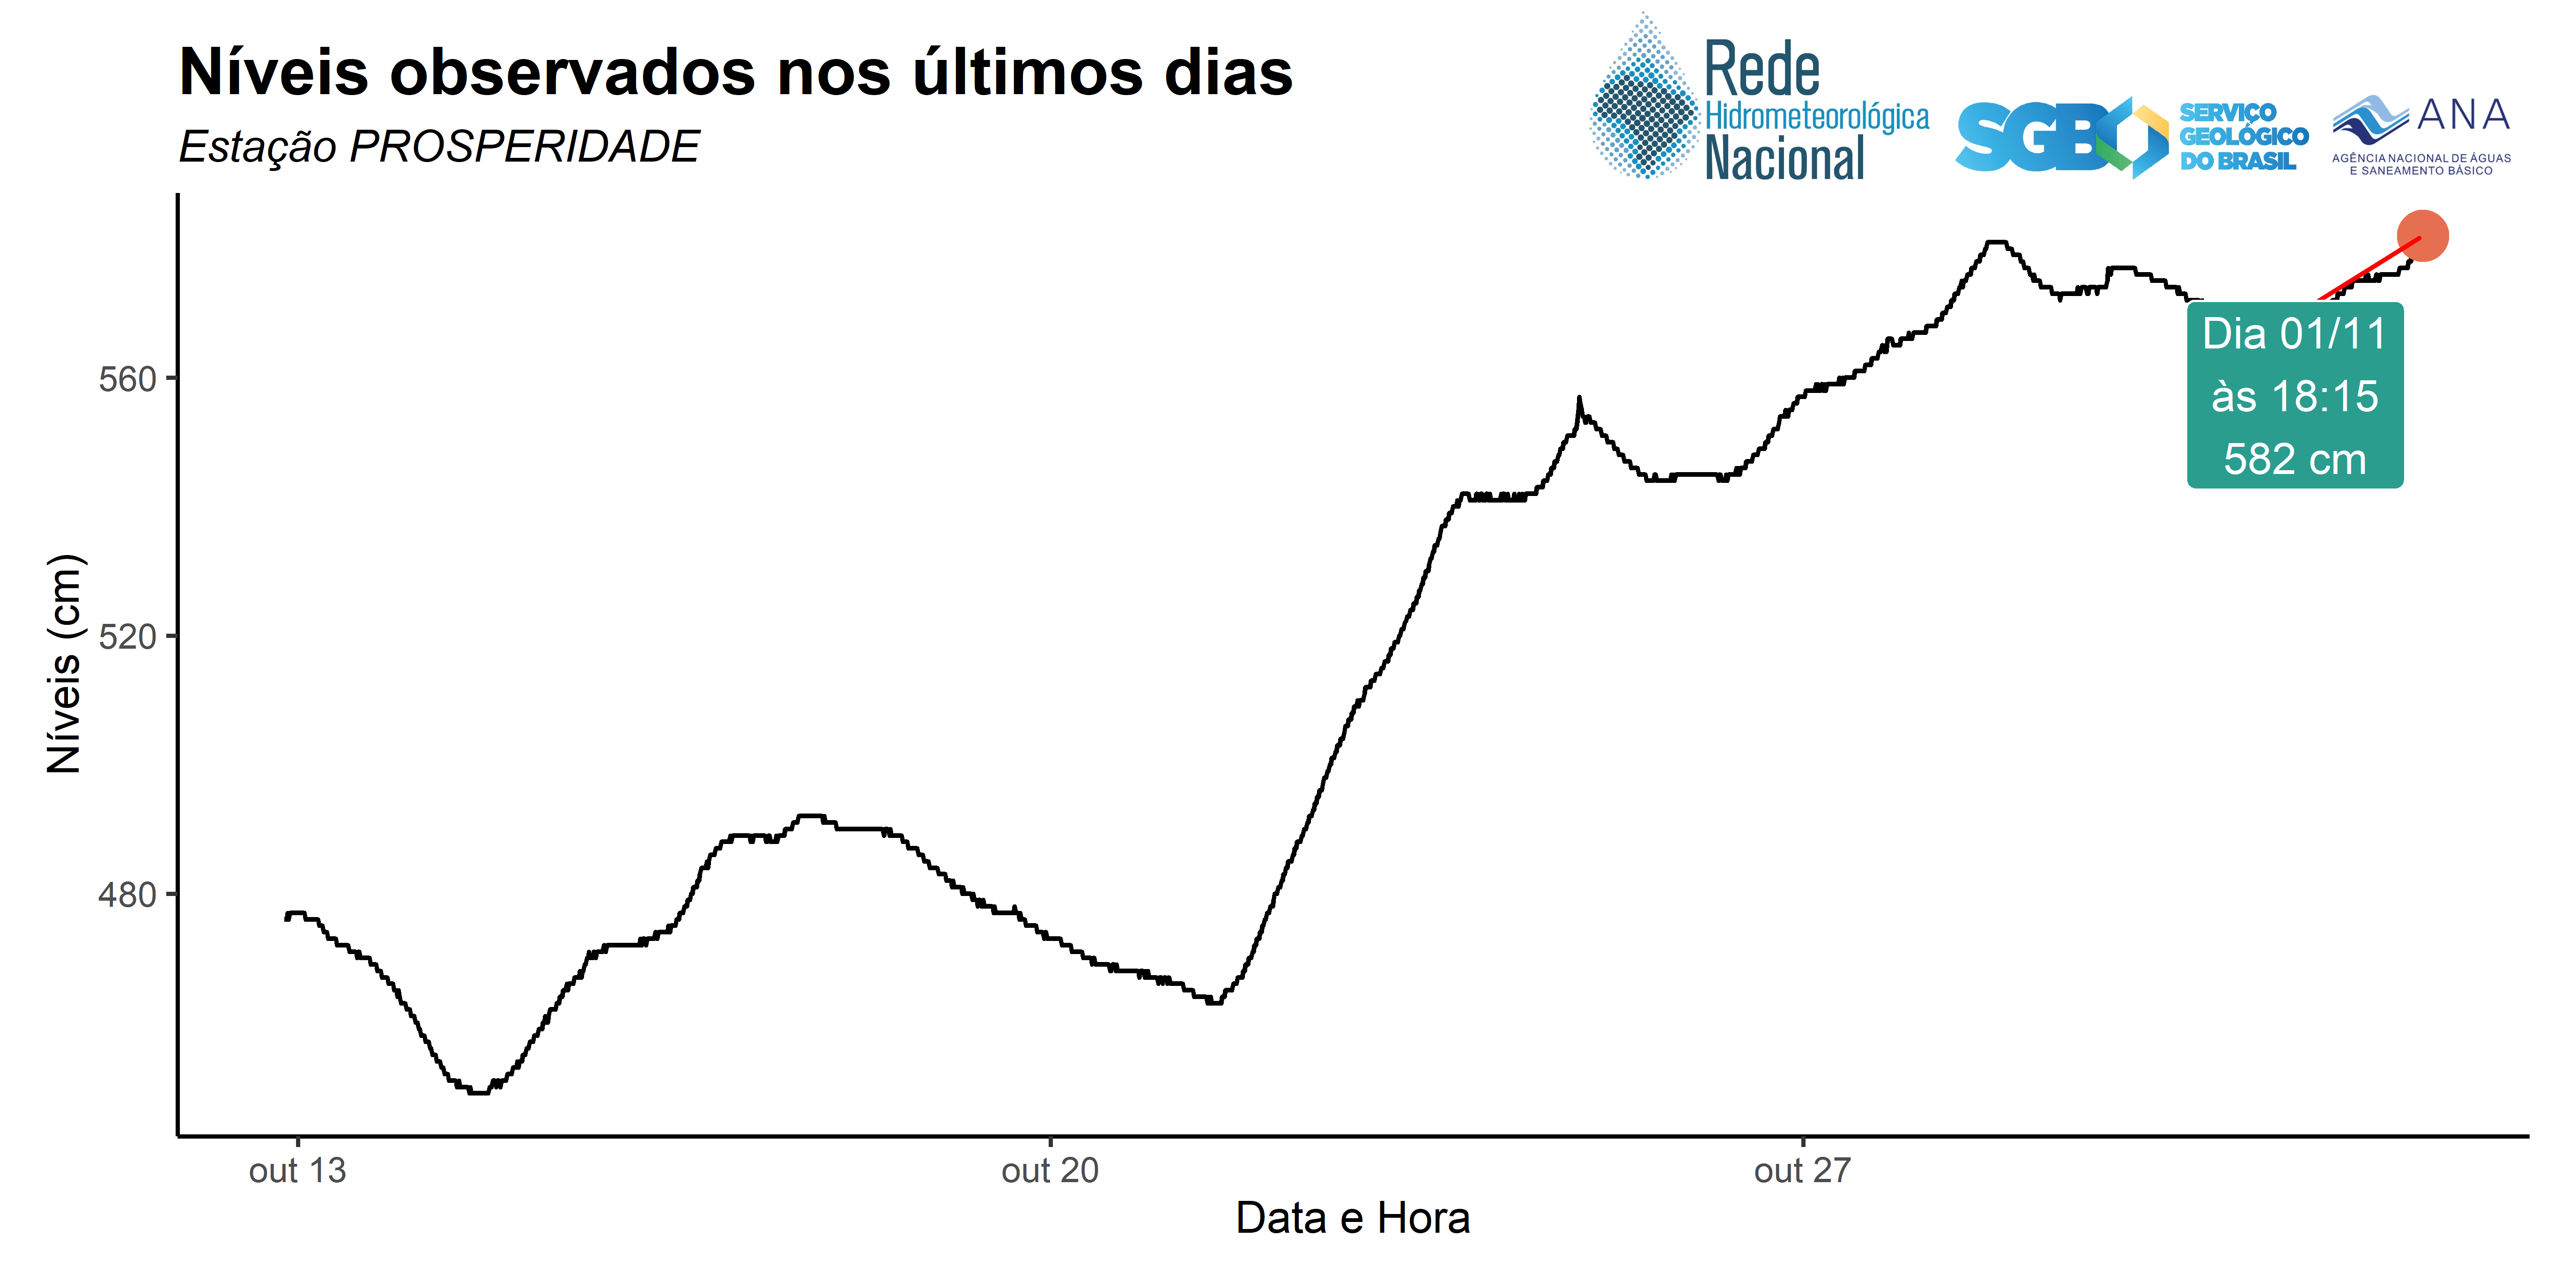 Níveis observados nos últimos dias
Estação PROSPERIDADE
Rede
Hidrometeorológica
Nacional
SGB
SERVIÇO
GEOLÓGICO
DO BRASIL
ANA
AGÊNCIA NACIONAL DE ÁGUAS
E SANEAMENTO BÁSICO
Níveis (cm)
560
520
480
Dia 01/11
às 18:15
582 cm
out 13
out 20
out 27
Data e Hora